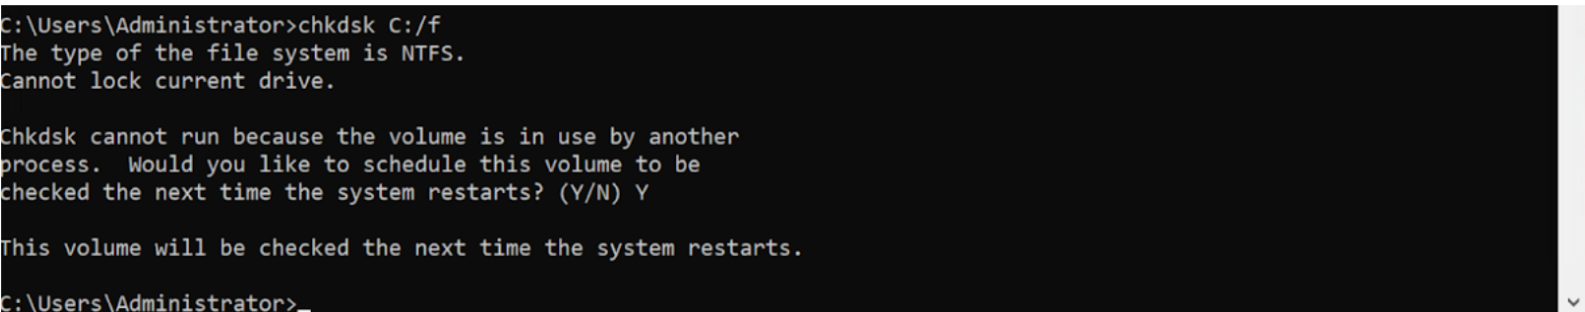 C:\Users\Administrator>chkdsk C:/f
The type of the file system is NTFS.
Cannot lock current drive.
Chkdsk cannot run because the volume is in use by another
process.  Would you like to schedule this volume to be
checked the next time the system restarts? (Y/N) Y
This volume will be checked the next time the system restarts.
C:\Users\Administrator>_